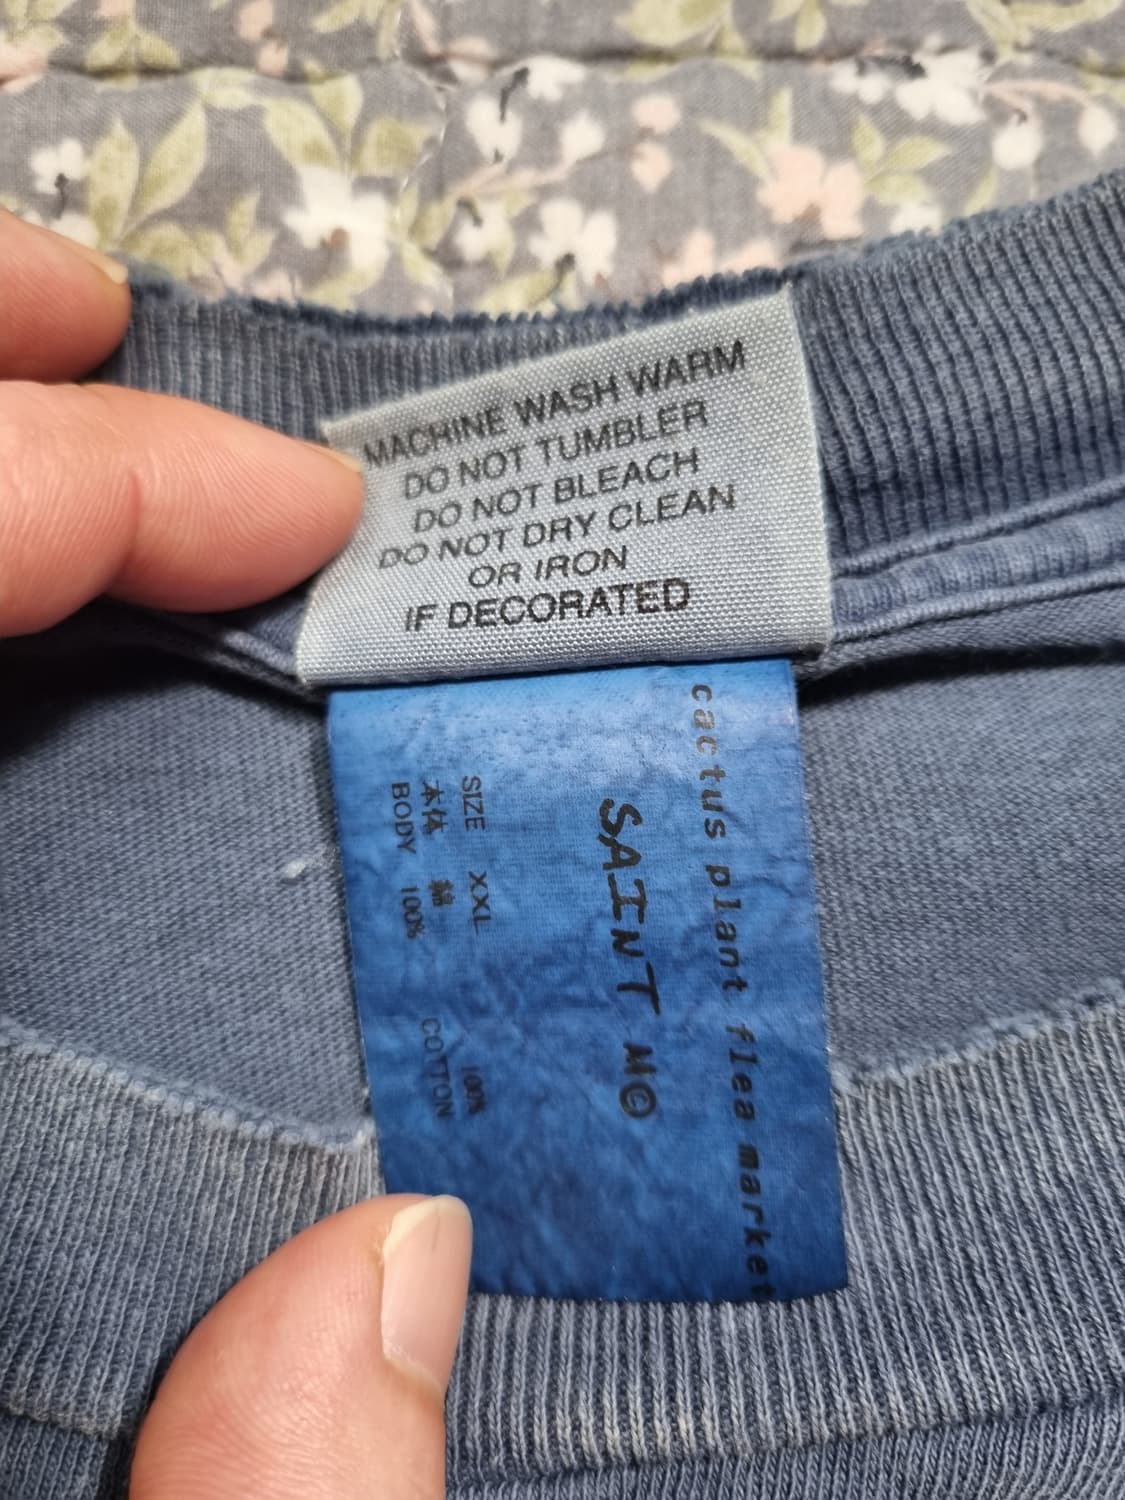 MACHINE WASH WARM
DO NOT TUMBLER
DO NOT BLEACH
DO NOT DRY CLEAN
OR IRON
IF DECORATED
cactus plant flea market
SAINT M©
SIZE XXL
本体 綿 100%
BODY 100% COTTON